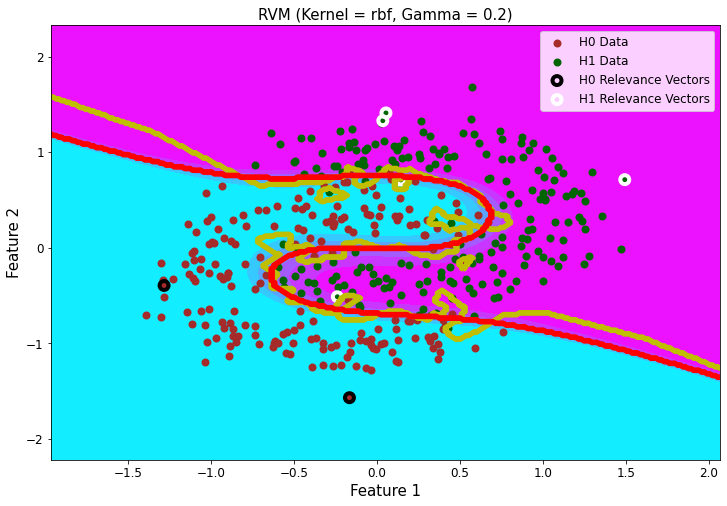 RVM (Kernel = rbf, Gamma = 0.2)
H0 Data
H1 Data
H0 Relevance Vectors
H1 Relevance Vectors
Feature 2
2
1
0
−1
−2
−1.5
−1.0
−0.5
0.0
0.5
1.0
1.5
2.0
Feature 1